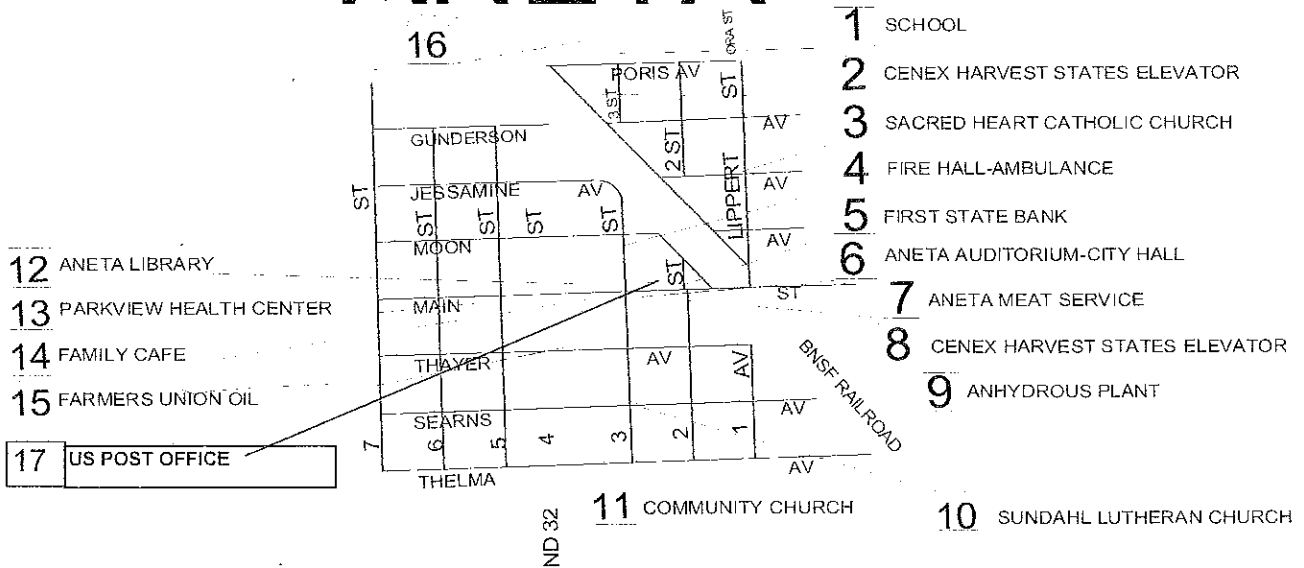 16
ORA ST
1 SCHOOL
2 CENEX HARVEST STATES ELEVATOR
3 SACRED HEART CATHOLIC CHURCH
4 FIRE HALL-AMBULANCE
5 FIRST STATE BANK
6 ANETA AUDITORIUM-CITY HALL
7 ANETA MEAT SERVICE
8 CENEX HARVEST STATES ELEVATOR
9 ANHYDROUS PLANT
10 SUNDAHL LUTHERAN CHURCH
11 COMMUNITY CHURCH
12 ANETA LIBRARY
13 PARKVIEW HEALTH CENTER
14 FAMILY CAFE
15 FARMERS UNION OIL
17 US POST OFFICE
PORIS AV
3 ST
2 ST
LIPPERT ST
AV
AV
AV
GUNDERSON
JESSAMINE AV
ST
ST
ST
ST
ST
MOON
ST
MAIN
ST
THAYER
AV
AV
SEARNS
AV
7
6
5
4
3
2
1
THELMA
AV
BNSF RAILROAD
ND 32